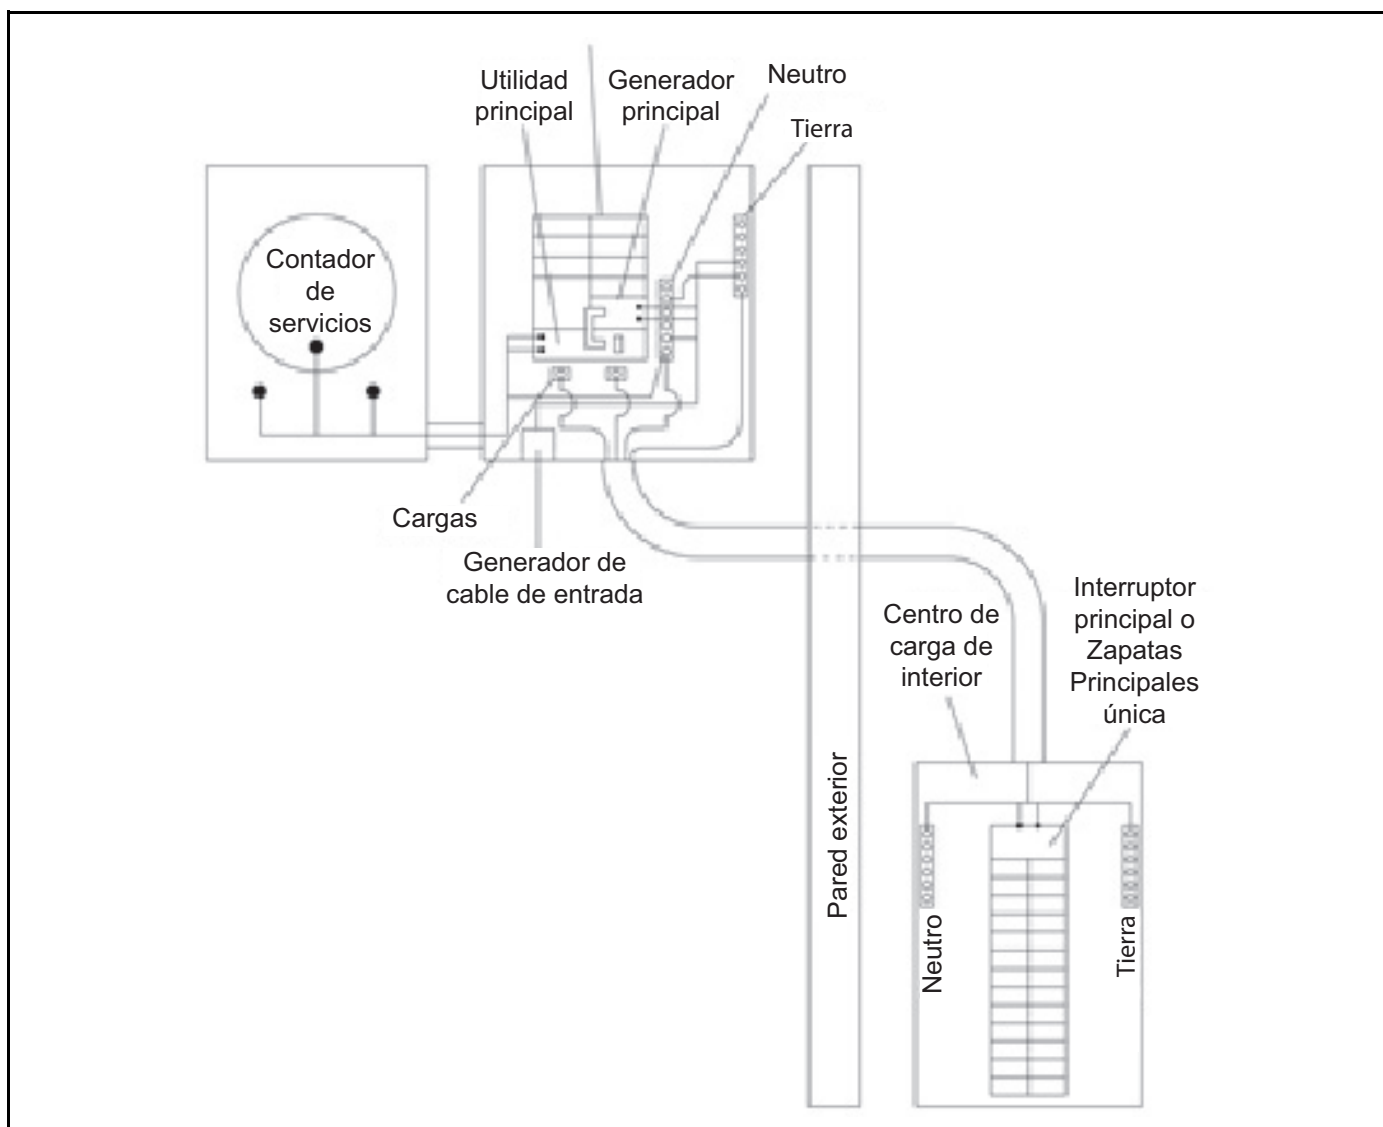 Utilidad
principal
Generador
principal
Neutro
Tierra
Contador
de
servicios
Cargas
Generador de
cable de entrada
Centro de
carga de
interior
Interruptor
principal o
Zapatas
Principales
única
Pared exterior
Neutro
Tierra